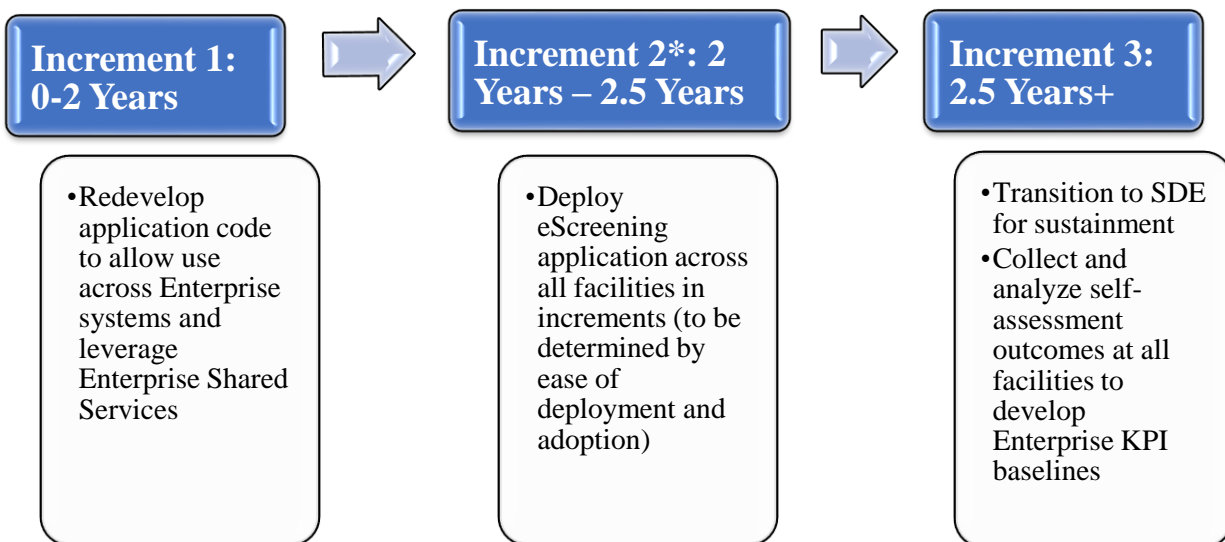 Increment 1:
0-2 Years
•Redevelop
application code
to allow use
across Enterprise
systems and
leverage
Enterprise Shared
Services
Increment 2*: 2
Years – 2.5 Years
•Deploy
eScreening
application across
all facilities in
increments (to be
determined by
ease of
deployment and
adoption)
Increment 3:
2.5 Years+
•Transition to SDE
for sustainment
•Collect and
analyze self-
assessment
outcomes at all
facilities to
develop
Enterprise KPI
baselines